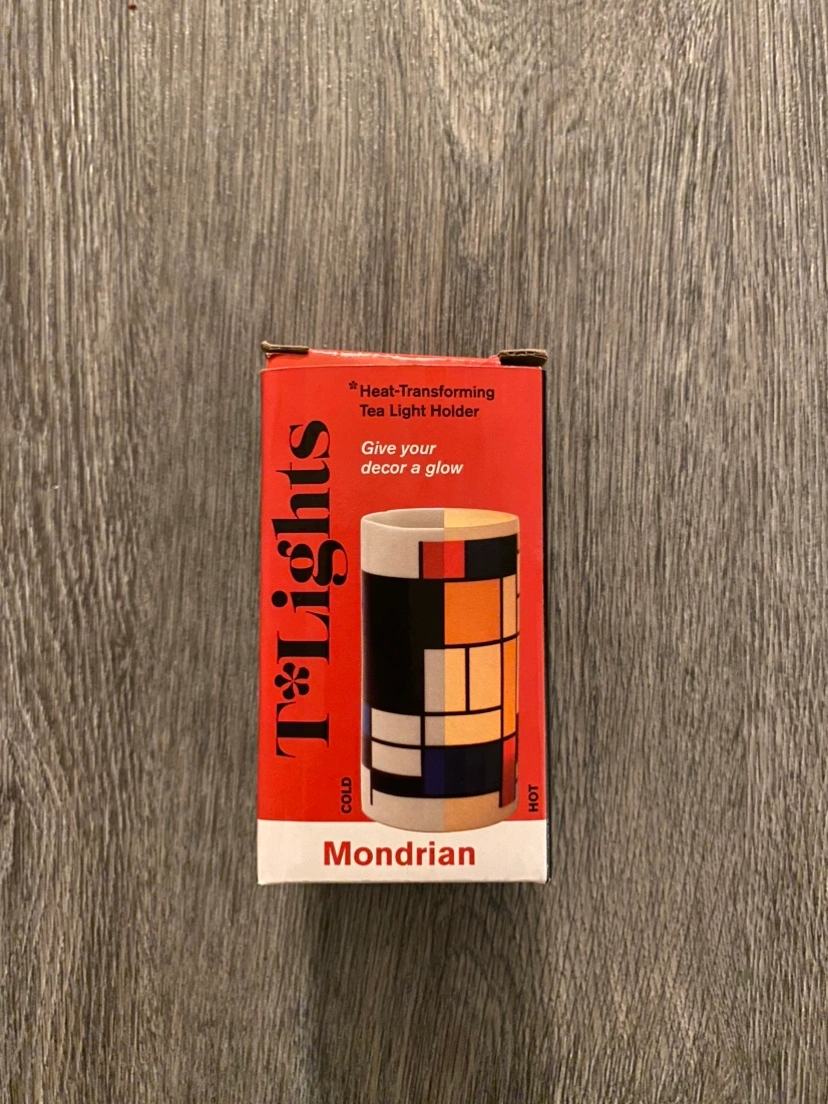 *Heat-Transforming
Tea Light Holder
Give your
decor a glow
T*Lights
COLD
HOT
Mondrian